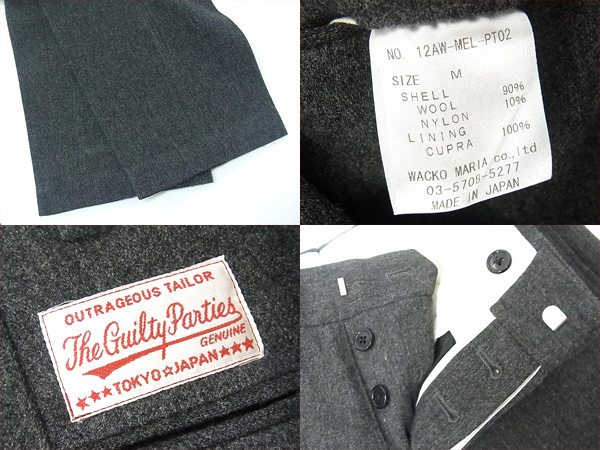 NO. 12AW-MEL-PT02
SIZE M
SHELL
WOOL 90%
NYLON 10%
LINING
CUPRA 100%
WACKO MARIA co.,ltd
03-5708-5277
MADE IN JAPAN
OUTRAGEOUS TAILOR
The Guilty Parties
GENUINE
★★★TOKYO☆JAPAN★★★